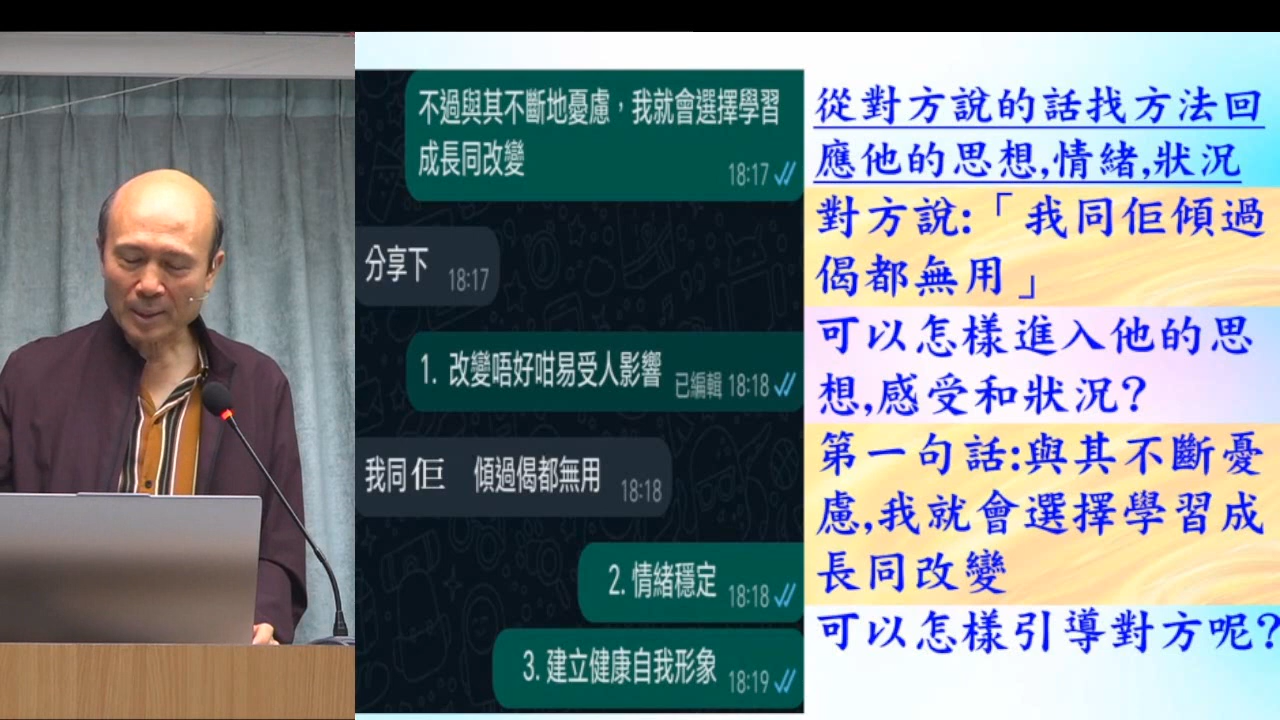 不過與其不斷地憂慮，我就會選擇學習
成長同改變
18:17
分享下
18:17
1. 改變唔好咁易受人影響
已編輯 18:18
我同佢 傾過偈都無用
18:18
2. 情緒穩定
18:18
3. 建立健康自我形象
18:19
從對方說的話找方法回
應他的思想,情緒,狀況
對方說:「我同佢傾過
偈都無用」
可以怎樣進入他的思
想,感受和狀況?
第一句話:與其不斷憂
慮,我就會選擇學習成
長同改變
可以怎樣引導對方呢?